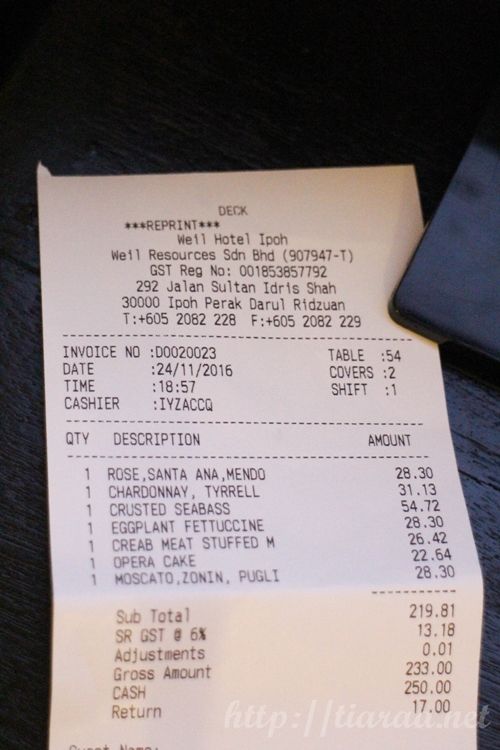 DECK
***REPRINT***
Weil Hotel Ipoh
Weil Resources Sdn Bhd (907947-T)
GST Reg No: 001853857792
292 Jalan Sultan Idris Shah
30000 Ipoh Perak Darul Ridzuan
T:+605 2082 228 F:+605 2082 229
INVOICE NO :D0020023 TABLE :54
DATE :24/11/2016 COVERS :2
TIME :18:57 SHIFT :1
CASHIER :IYZACCQ
QTY DESCRIPTION AMOUNT
1 ROSE,SANTA ANA,MENDO 28.30
1 CHARDONNAY, TYRRELL 31.13
1 CRUSTED SEABASS 54.72
1 EGGPLANT FETTUCCINE 28.30
1 CREAB MEAT STUFFED M 26.42
1 OPERA CAKE 22.64
1 MOSCATO,ZONIN, PUGLI 28.30
Sub Total 219.81
SR GST @ 6% 13.18
Adjustments 0.01
Gross Amount 233.00
CASH 250.00
Return 17.00
http://tiaraa.net